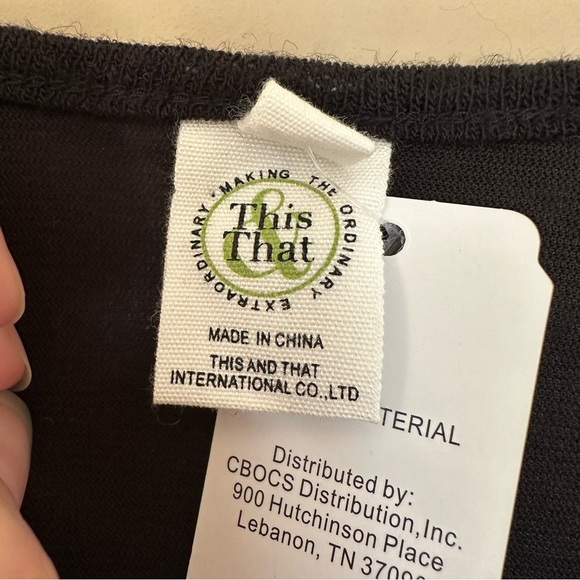 MAKING THE ORDINARY EXTRAORDINARY •
This
&
That
MADE IN CHINA
THIS AND THAT
INTERNATIONAL CO.,LTD
TERIAL
Distributed by:
CBOCS Distribution,Inc.
900 Hutchinson Place
Lebanon, TN